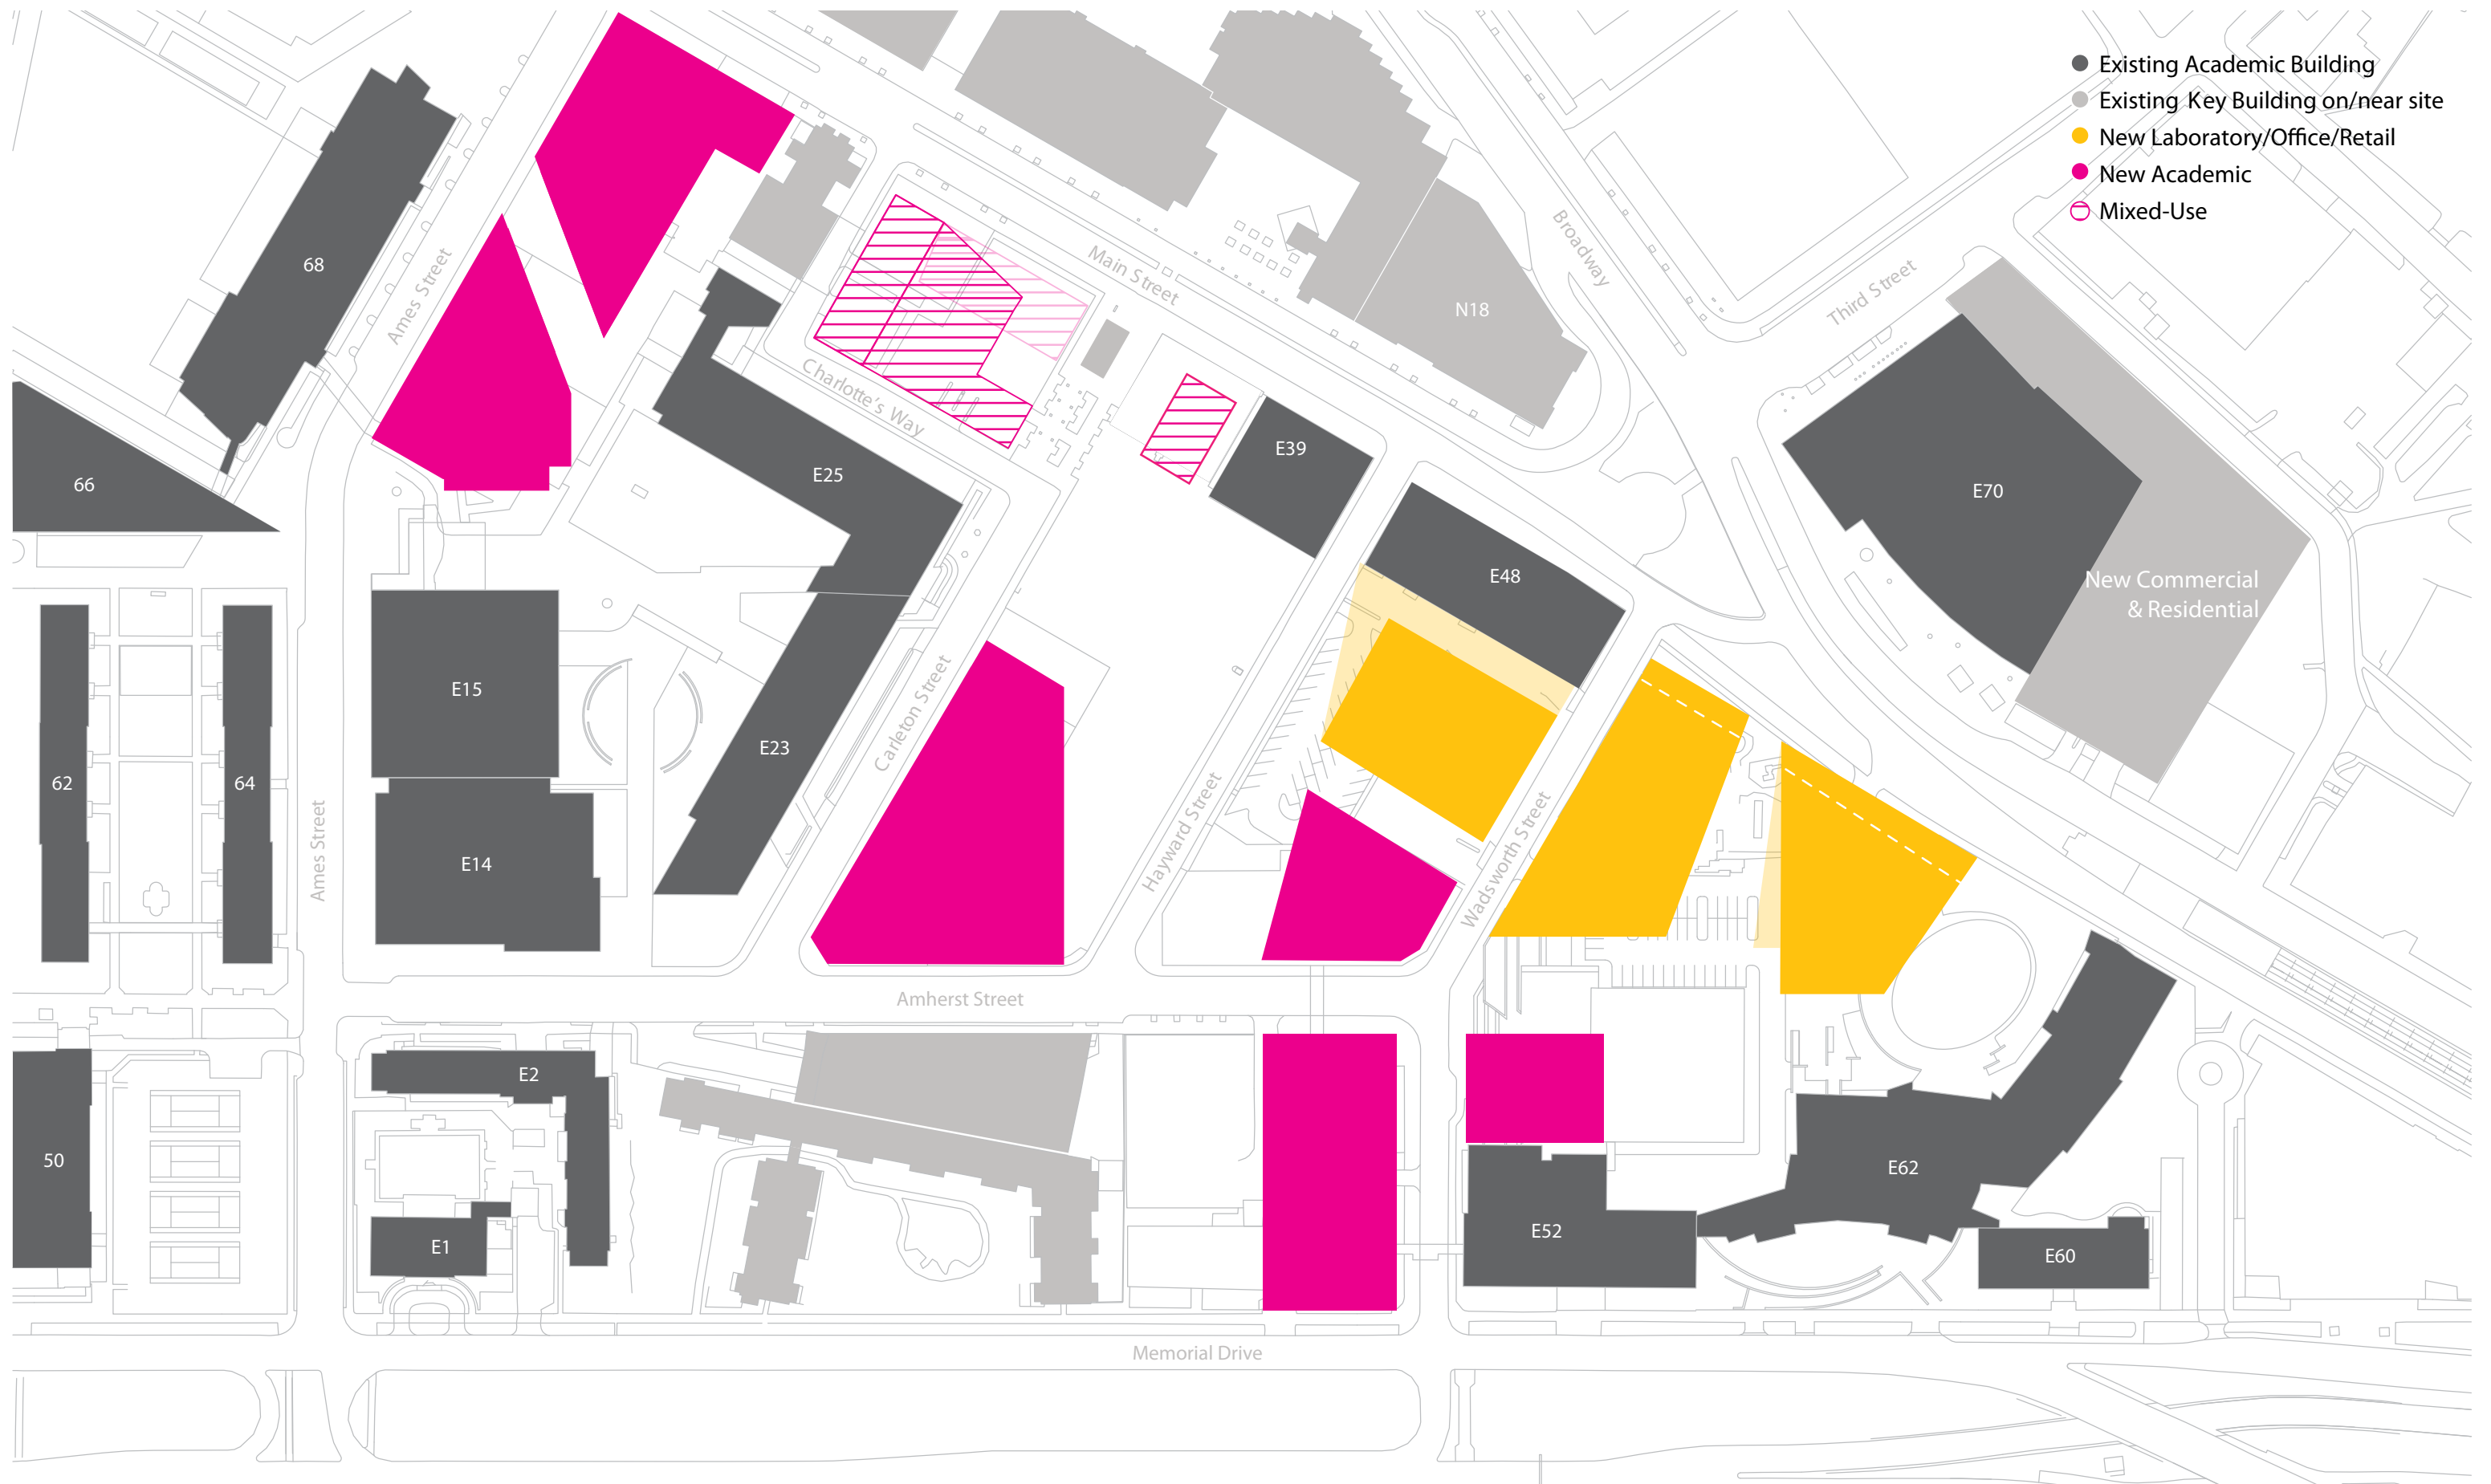 Existing Academic Building
Existing Key Building on/near site
New Laboratory/Office/Retail
New Academic
Mixed-Use
Broadway
Main Street
Third Street
Ames Street
68
N18
Charlotte's Way
E39
E25
66
E70
E48
New Commercial
& Residential
E15
Carleton Street
E23
62
64
Hayward Street
Wadsworth Street
Ames Street
E14
Amherst Street
E2
50
E62
E1
E52
E60
Memorial Drive